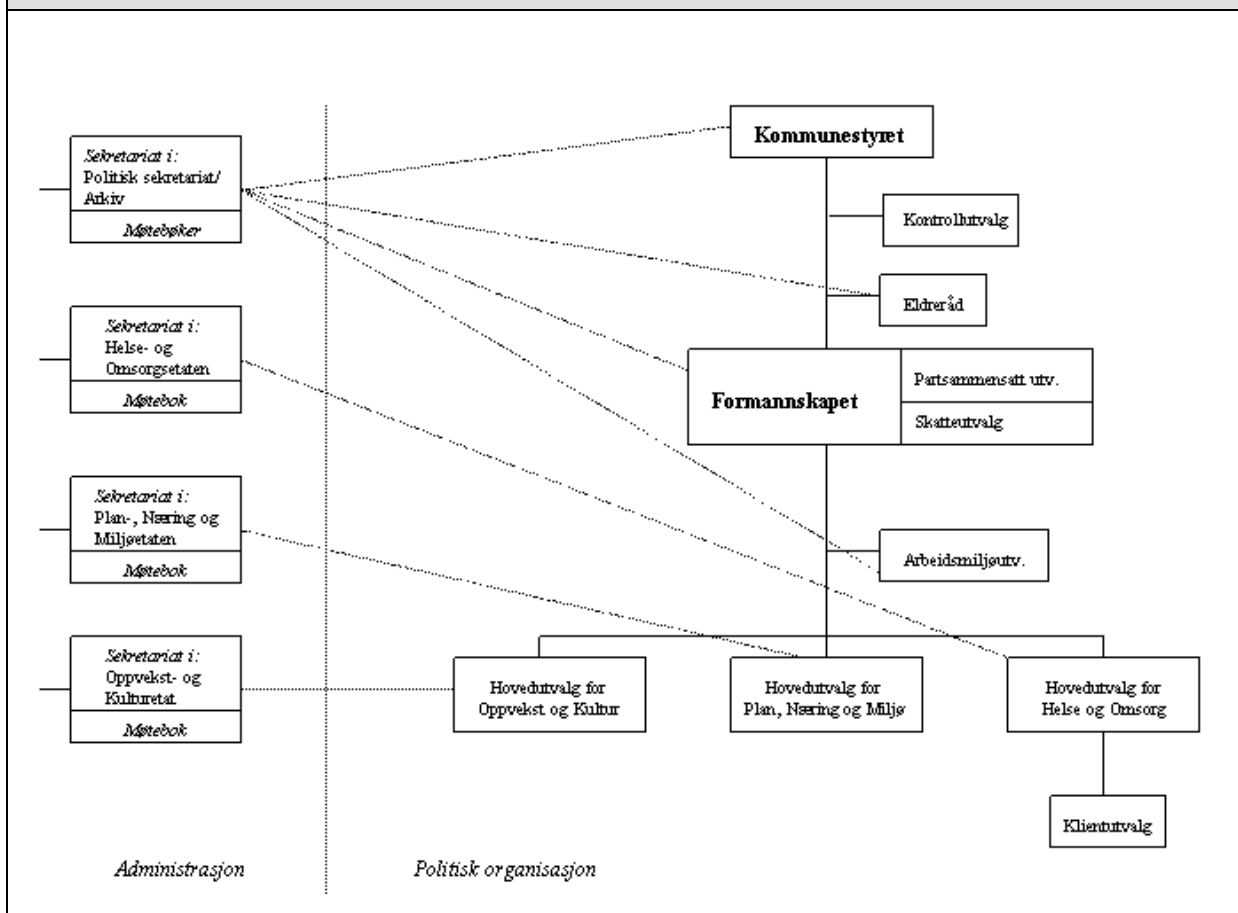 Kommunestyret
Sekretariat i:
Politisk sekretariat/
Arkiv
Møtebøker
Kontrollutvalg
Eldreråd
Sekretariat i:
Helse- og
Omsorgsetaten
Møtebok
Formannskapet
Partsammensatt utv.
Skatteutvalg
Sekretariat i:
Plan-, Næring og
Miljøetaten
Møtebok
Arbeidsmiljøutv.
Sekretariat i:
Oppvekst- og
Kulturetat
Møtebok
Hovedutvalg for
Oppvekst og Kultur
Hovedutvalg for
Plan, Næring og Miljø
Hovedutvalg for
Helse og Omsorg
Klientutvalg
Administrasjon
Politisk organisasjon